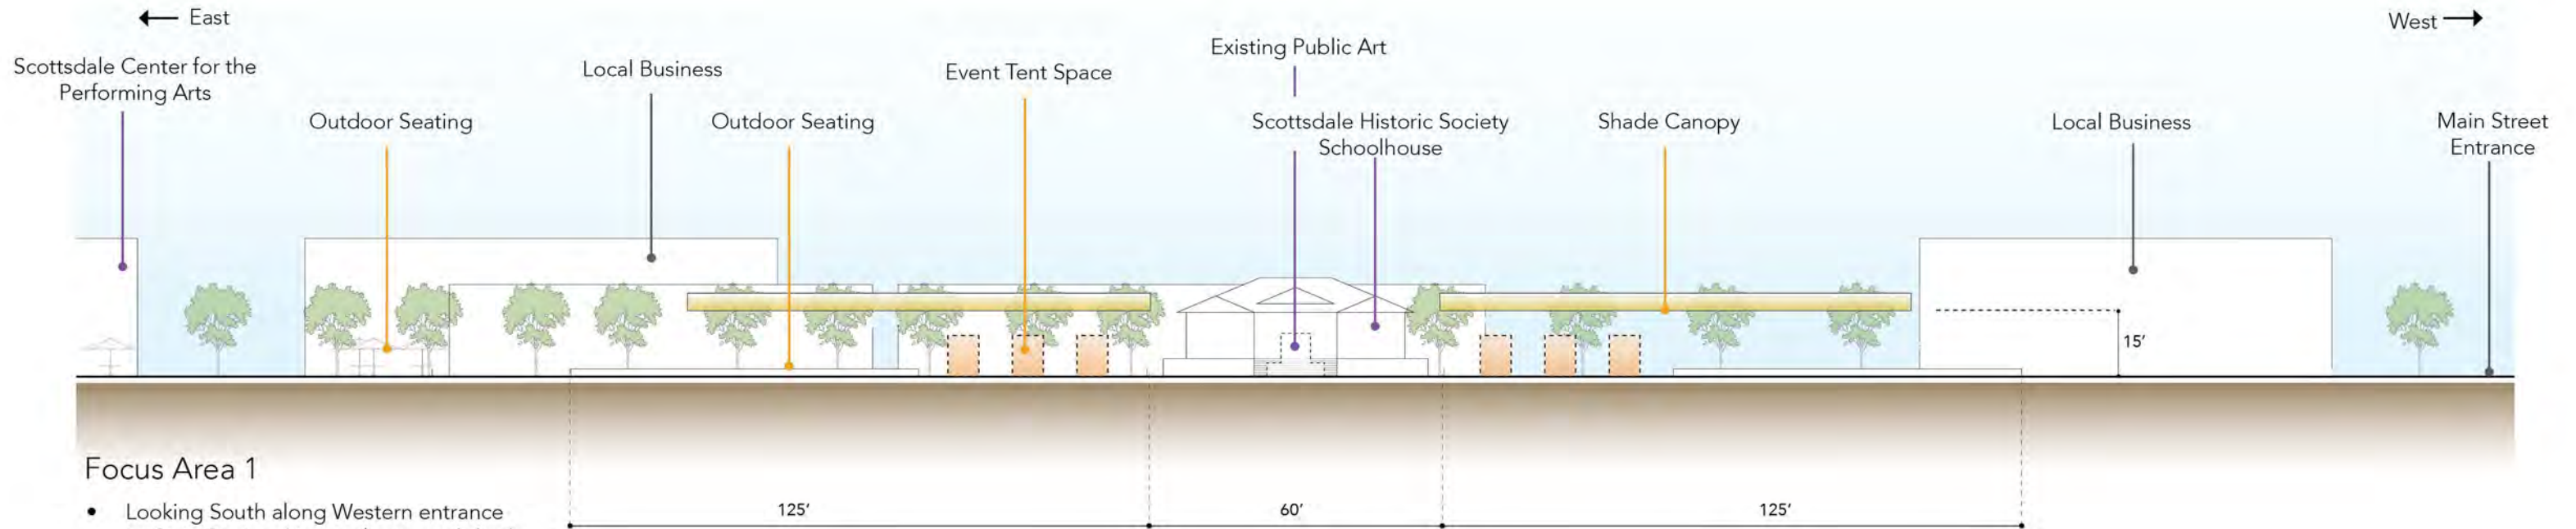 East
West
Existing Public Art
Scottsdale Center for the
Performing Arts
Local Business
Event Tent Space
Outdoor Seating
Outdoor Seating
Scottsdale Historic Society
Schoolhouse
Shade Canopy
Local Business
Main Street
Entrance
15’
Focus Area 1
• Looking South along Western entrance
125’
60’
125’